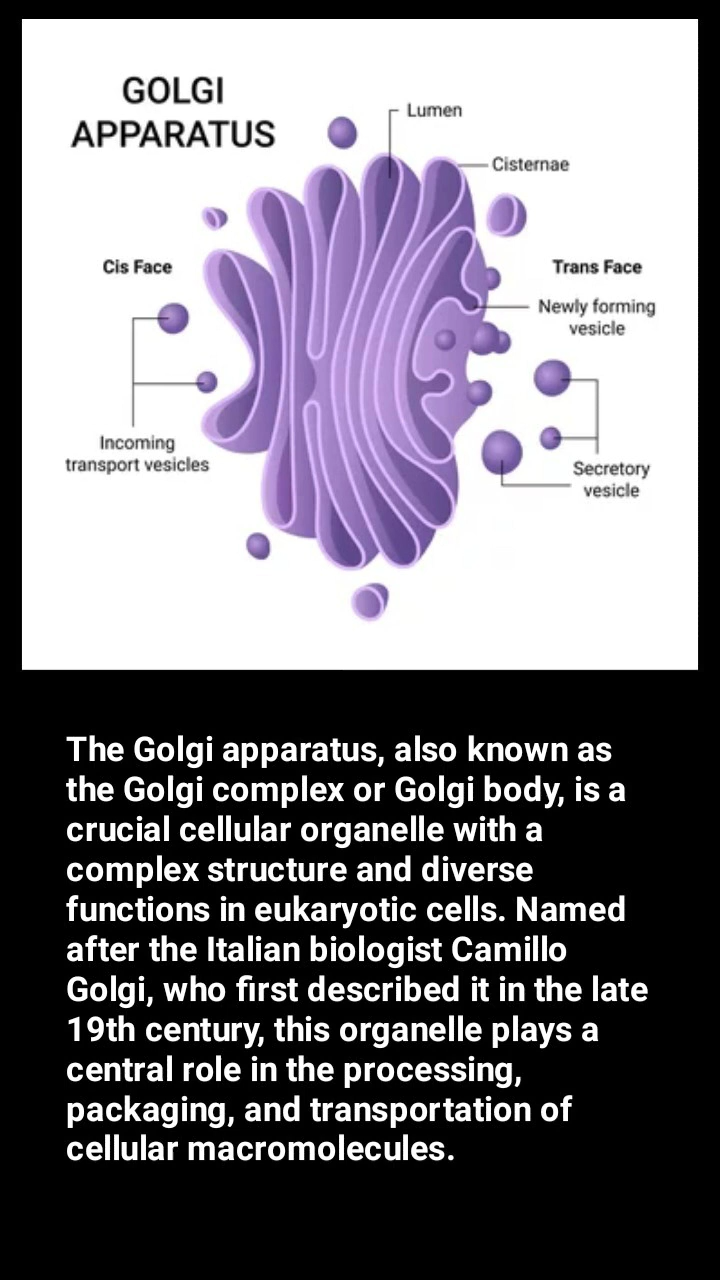 GOLGI
APPARATUS
Lumen
Cisternae
Cis Face
Trans Face
Newly forming
vesicle
Incoming
transport vesicles
Secretory
vesicle
The Golgi apparatus, also known as
the Golgi complex or Golgi body, is a
crucial cellular organelle with a
complex structure and diverse
functions in eukaryotic cells. Named
after the Italian biologist Camillo
Golgi, who first described it in the late
19th century, this organelle plays a
central role in the processing,
packaging, and transportation of
cellular macromolecules.